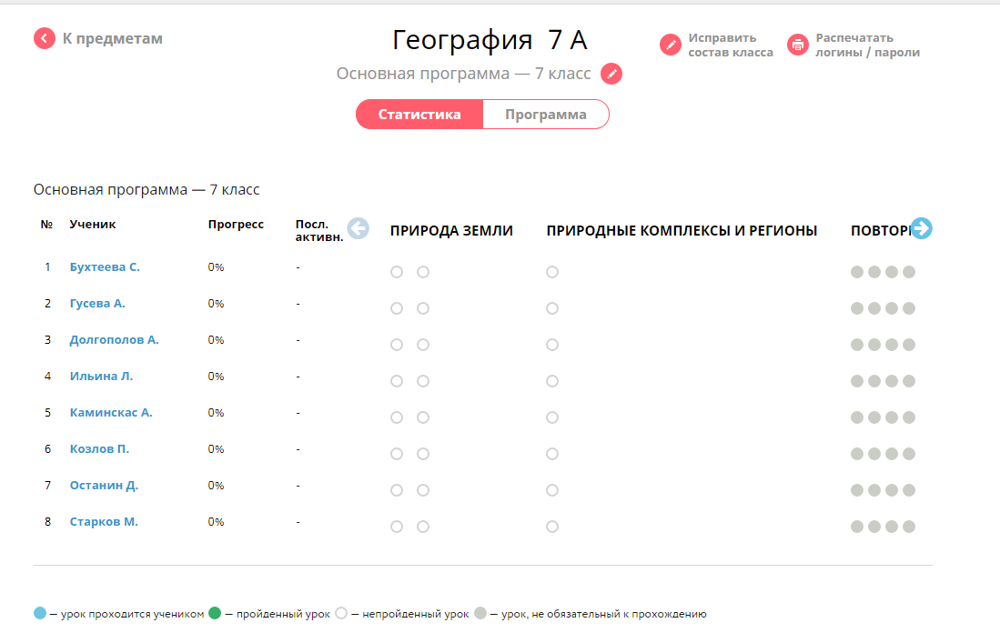 К предметам
География 7 А
Исправить
состав класса
Распечатать
логины / пароли
Основная программа — 7 класс
Статистика
Программа
Основная программа — 7 класс
№ Ученик Прогресс Посл. активн. ПРИРОДА ЗЕМЛИ ПРИРОДНЫЕ КОМПЛЕКСЫ И РЕГИОНЫ ПОВТОР
1 Бухтеева С. 0% -
2 Гусева А. 0% -
3 Долгополов А. 0% -
4 Ильина Л. 0% -
5 Каминскас А. 0% -
6 Козлов П. 0% -
7 Останин Д. 0% -
8 Старков М. 0% -
— урок проходится учеником — пройденный урок — непройденный урок — урок, не обязательный к прохождению